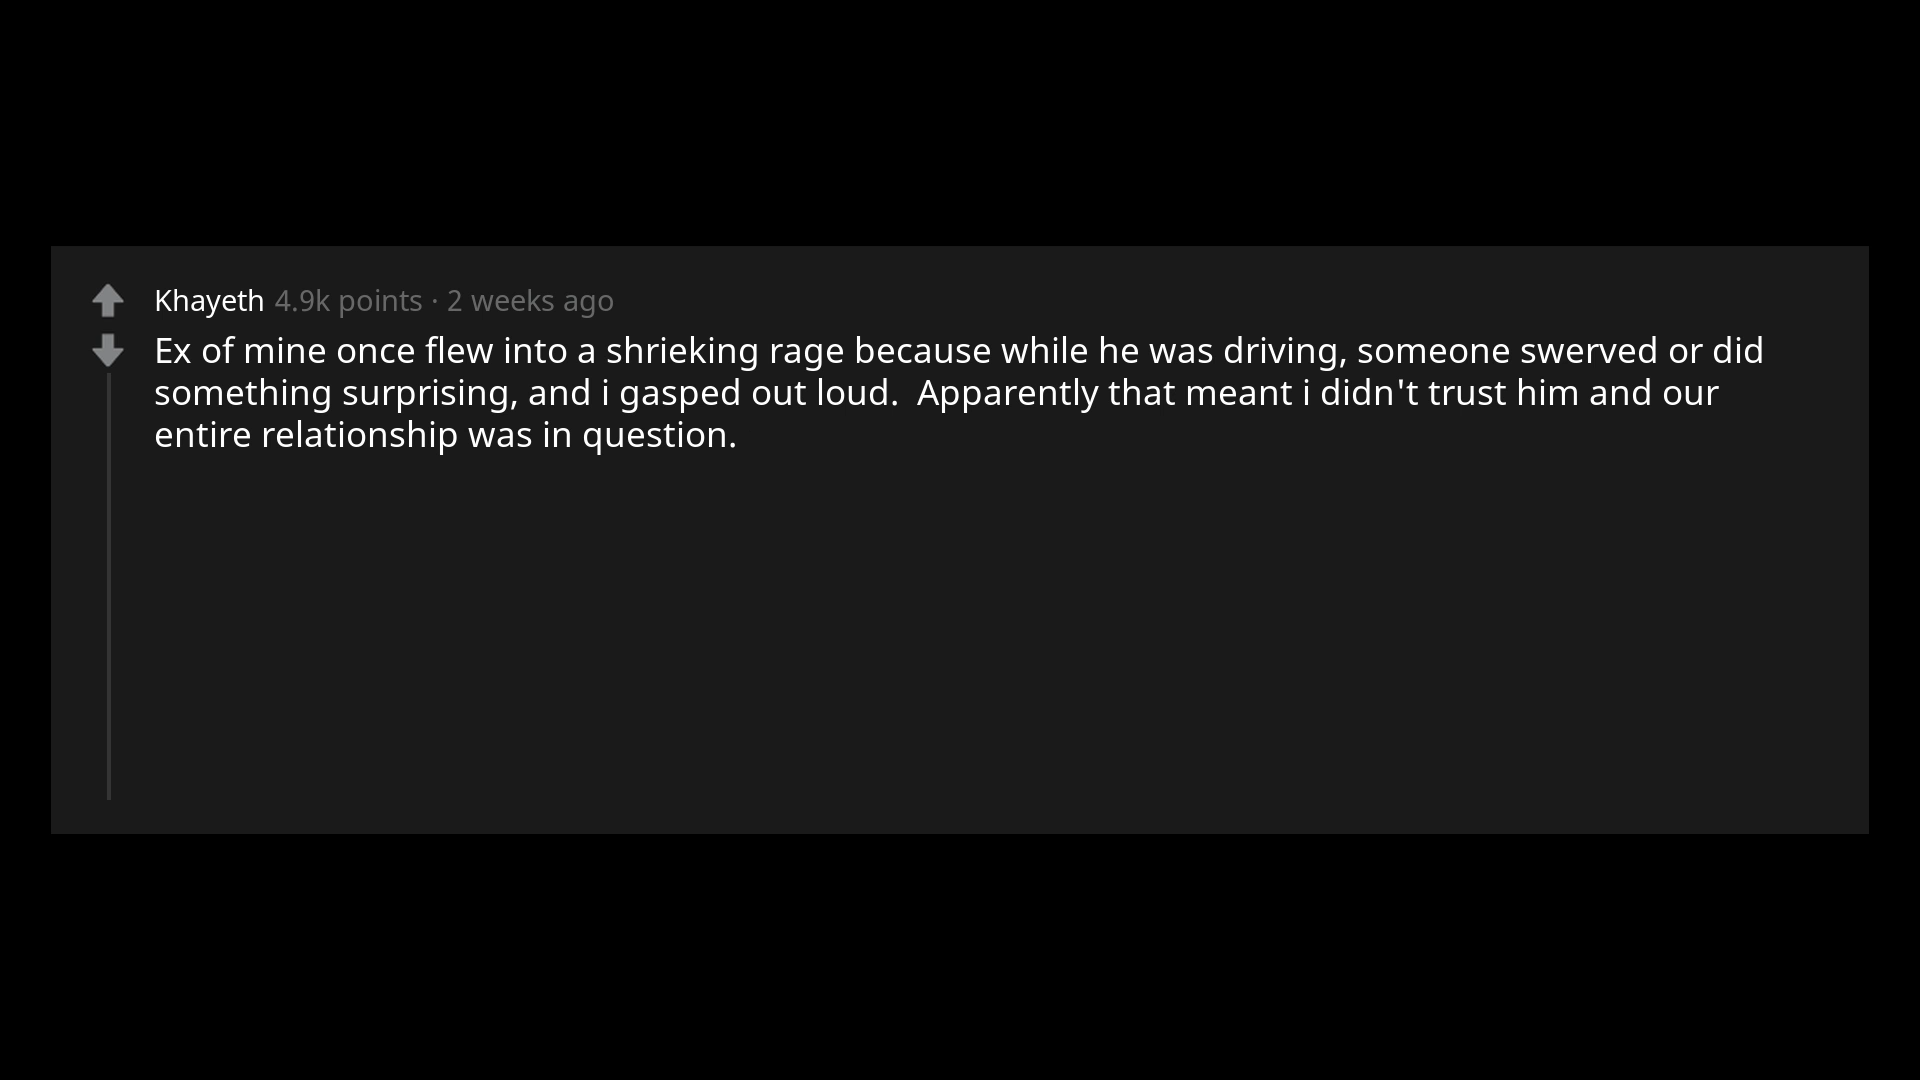 Khayeth 4.9k points · 2 weeks ago
Ex of mine once flew into a shrieking rage because while he was driving, someone swerved or did
something surprising, and i gasped out loud.  Apparently that meant i didn't trust him and our
entire relationship was in question.